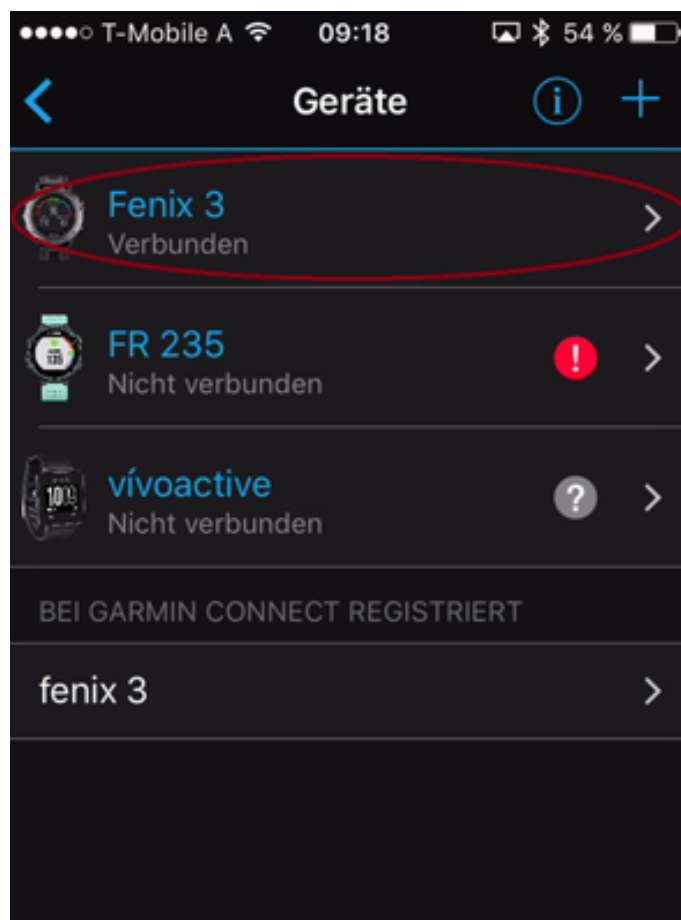 T-Mobile A 09:18 54 %
Geräte
Fenix 3
Verbunden
FR 235
Nicht verbunden
!
vívoactive
Nicht verbunden
?
BEI GARMIN CONNECT REGISTRIERT
fenix 3